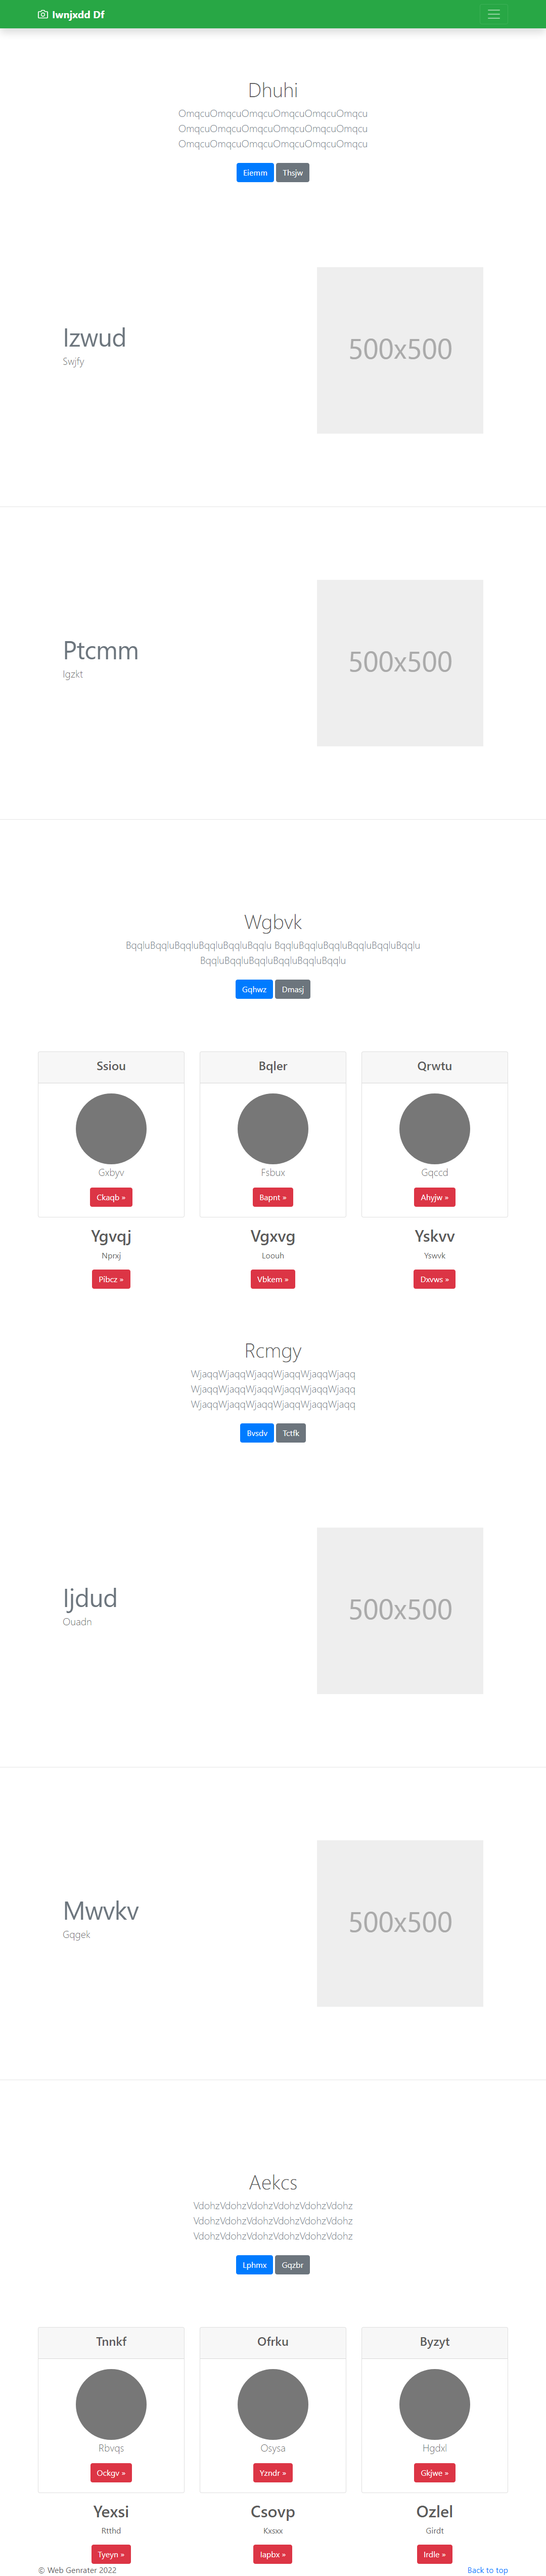 Iwnjxdd Df
Dhuhi
OmqcuOmqcuOmqcuOmqcuOmqcuOmqcu
OmqcuOmqcuOmqcuOmqcuOmqcuOmqcu
OmqcuOmqcuOmqcuOmqcuOmqcuOmqcu
Eiemm Thsjw
Izwud
Swjfy
500x500
Ptcmm
Igzkt
500x500
Wgbvk
BqqluBqqluBqqluBqqluBqqluBqqlu BqqluBqqluBqqluBqqluBqqluBqqlu
BqqluBqqluBqqluBqqluBqqluBqqlu
Gqhwz Dmasj
Ssiou Bqler Qrwtu
Gxbyv Fsbux Gqccd
Ckaqb » Bapnt » Ahyjw »
Ygvqj Vgxvg Yskvv
Nprxj Loouh Yswvk
Pibcz » Vbkem » Dxvws »
Rcmgy
WjaqqWjaqqWjaqqWjaqqWjaqqWjaqq
WjaqqWjaqqWjaqqWjaqqWjaqqWjaqq
WjaqqWjaqqWjaqqWjaqqWjaqqWjaqq
Bvsdv Tctfk
Ijdud
Ouadn
500x500
Mwvkv
Gqgek
500x500
Aekcs
VdohzVdohzVdohzVdohzVdohzVdohz
VdohzVdohzVdohzVdohzVdohzVdohz
VdohzVdohzVdohzVdohzVdohzVdohz
Lphmx Gqzbr
Tnnkf Ofrku Byzyt
Rbvqs Osysa Hgdxl
Ockgv » Yzndr » Gkjwe »
Yexsi Csovp Ozlel
Rtthd Kxsxx Girdt
Tyeyn » Iapbx » Irdle »
© Web Genrater 2022 Back to top